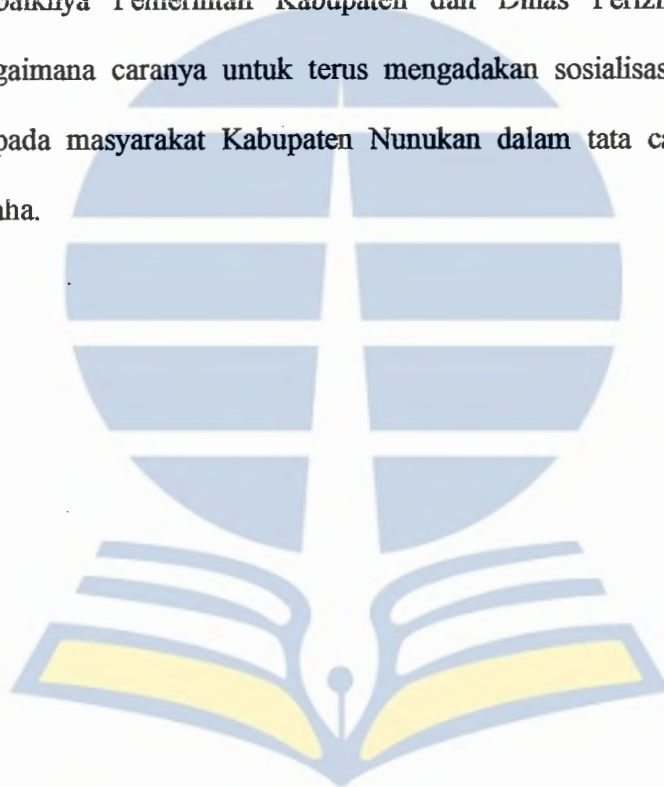 baiknya Pemerintah Kabupaten dan Dinas Periz
gaimana caranya untuk terus mengadakan sosialisas
pada masyarakat Kabupaten Nunukan dalam tata ca
aha.